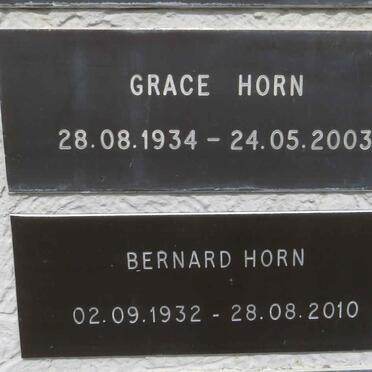 GRACE HORN
28.08.1934 – 24.05.2003
BERNARD HORN
02.09.1932 - 28.08.2010